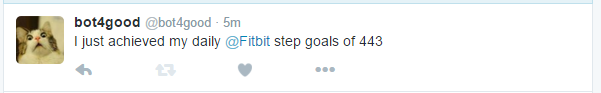 bot4good @bot4good · 5m
I just achieved my daily @Fitbit step goals of 443